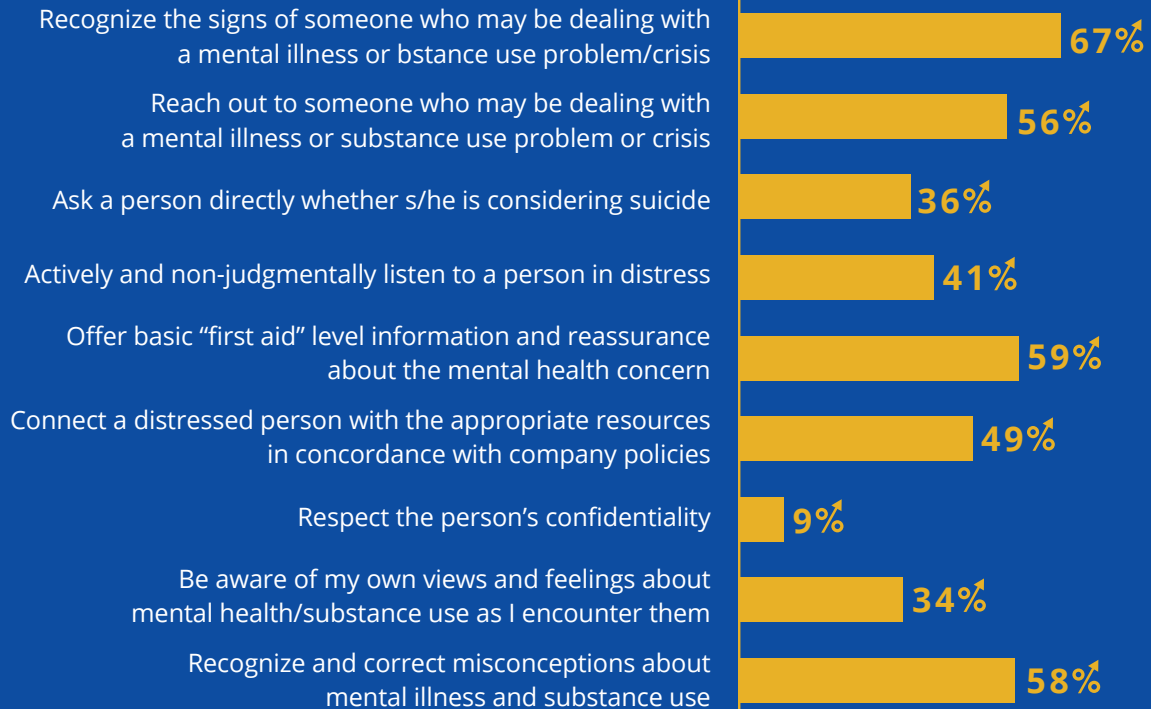 Recognize the signs of someone who may be dealing with
a mental illness or bstance use problem/crisis
67%
Reach out to someone who may be dealing with
a mental illness or substance use problem or crisis
56%
Ask a person directly whether s/he is considering suicide
36%
Actively and non-judgmentally listen to a person in distress
41%
Offer basic “first aid” level information and reassurance
about the mental health concern
59%
Connect a distressed person with the appropriate resources
in concordance with company policies
49%
Respect the person’s confidentiality
9%
Be aware of my own views and feelings about
mental health/substance use as I encounter them
34%
Recognize and correct misconceptions about
mental illness and substance use
58%